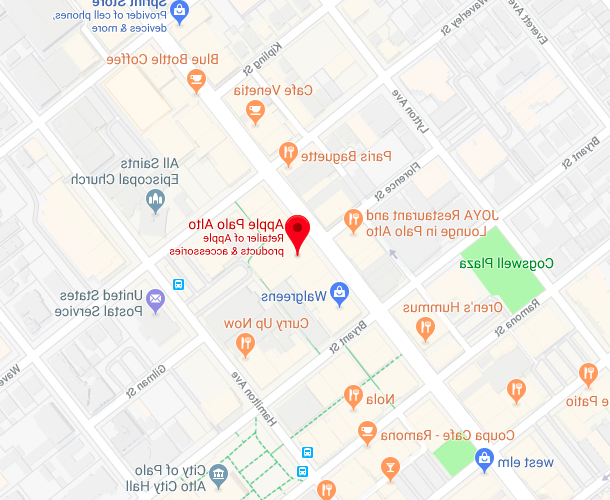 Sprint Store
Provider of cell phones,
devices & more
Waverley St
Everett Ave
Kipling St
Blue Bottle Coffee
Cafe Venetia
Lytton Ave
Bryant St
Paris Baguette
All Saints
Episcopal Church
Florence St
Apple Palo Alto
Retailer of Apple
products & accessories
JOYA Restaurant and
Lounge in Palo Alto
Cogswell Plaza
United States
Postal Service
Walgreens
Oren's Hummus
Ramona St
Curry Up Now
Bryant St
Gilman St
Hamilton Ave
Wave
Nola
e Patio
Coupa Cafe - Ramona
west elm
City of Palo
Alto City Hall